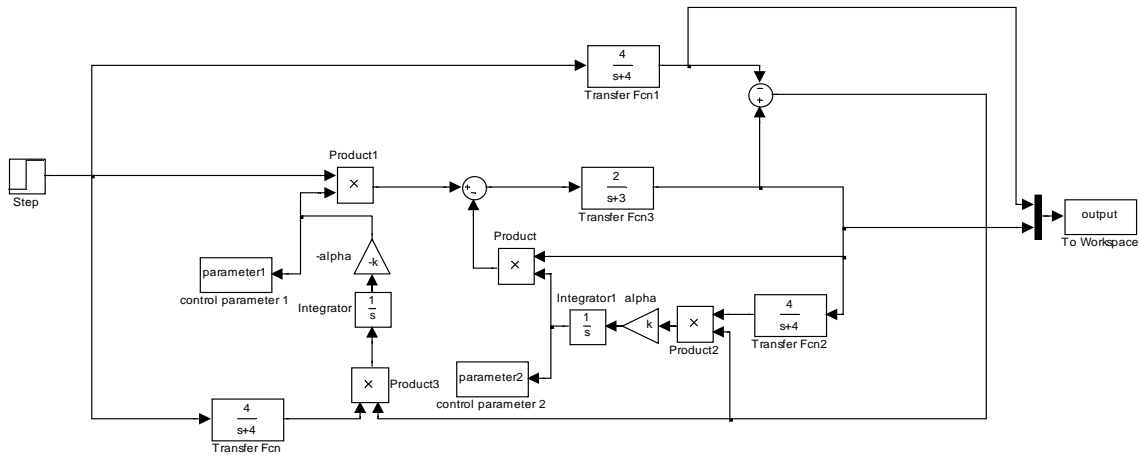 4
s+4
Transfer Fcn1
−
+
Product1
×
Step
+
−
2
s+3
Transfer Fcn3
output
To Workspace
Product
×
-alpha
-k
parameter1
control parameter 1
Integrator
1
s
Integrator1
alpha
1
s
k
×
Product2
4
s+4
Transfer Fcn2
parameter2
control parameter 2
×
Product3
4
s+4
Transfer Fcn